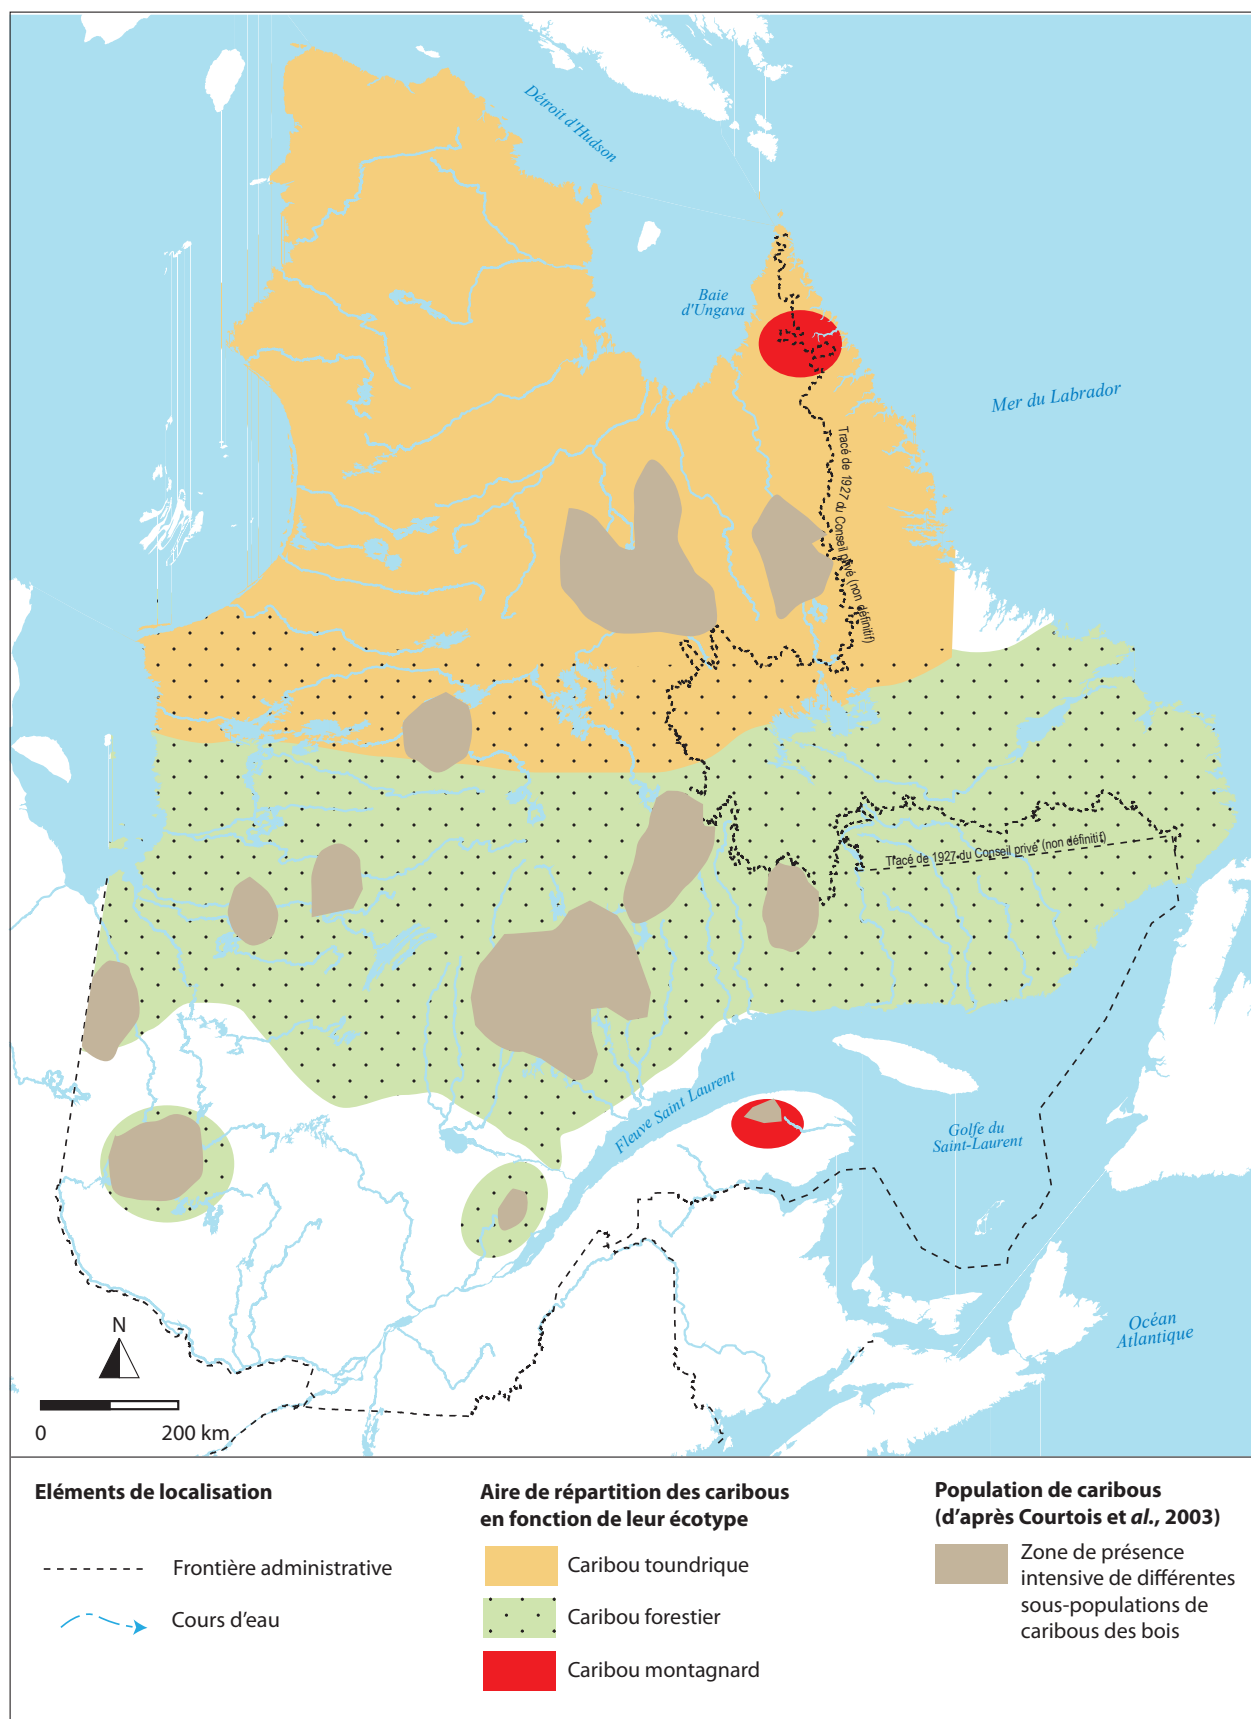 Détroit d'Hudson
Baie
d'Ungava
Mer du Labrador
Tracé de 1927 du Conseil privé (non définitif)
Tracé de 1927 du Conseil privé (non définitif)
Fleuve Saint Laurent
Golfe du
Saint-Laurent
Océan
Atlantique
N
0 200 km
Eléments de localisation
Frontière administrative
Cours d'eau
Aire de répartition des caribous
en fonction de leur écotype
Caribou toundrique
Caribou forestier
Caribou montagnard
Population de caribous
(d'après Courtois et al., 2003)
Zone de présence
intensive de différentes
sous-populations de
caribous des bois